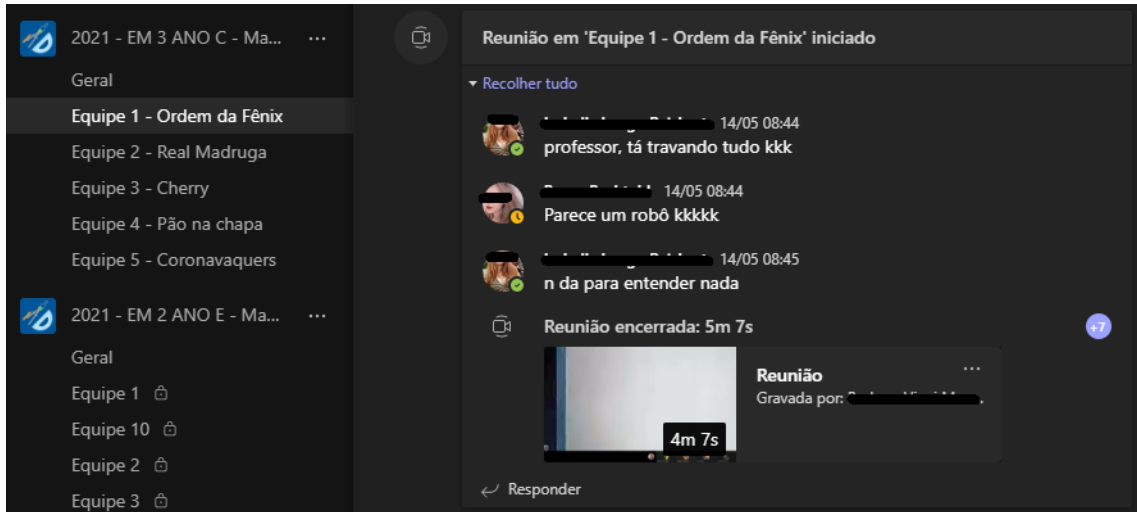 2021 - EM 3 ANO C - Ma...
Geral
Equipe 1 - Ordem da Fênix
Equipe 2 - Real Madruga
Equipe 3 - Cherry
Equipe 4 - Pão na chapa
Equipe 5 - Coronavaquers
2021 - EM 2 ANO E - Ma...
Geral
Equipe 1
Equipe 10
Equipe 2
Equipe 3
Reunião em 'Equipe 1 - Ordem da Fênix' iniciado
Recolher tudo
14/05 08:44
professor, tá travando tudo kkk
14/05 08:44
Parece um robô kkkkk
14/05 08:45
n da para entender nada
Reunião encerrada: 5m 7s
+7
4m 7s
Reunião
Gravada por:
Responder